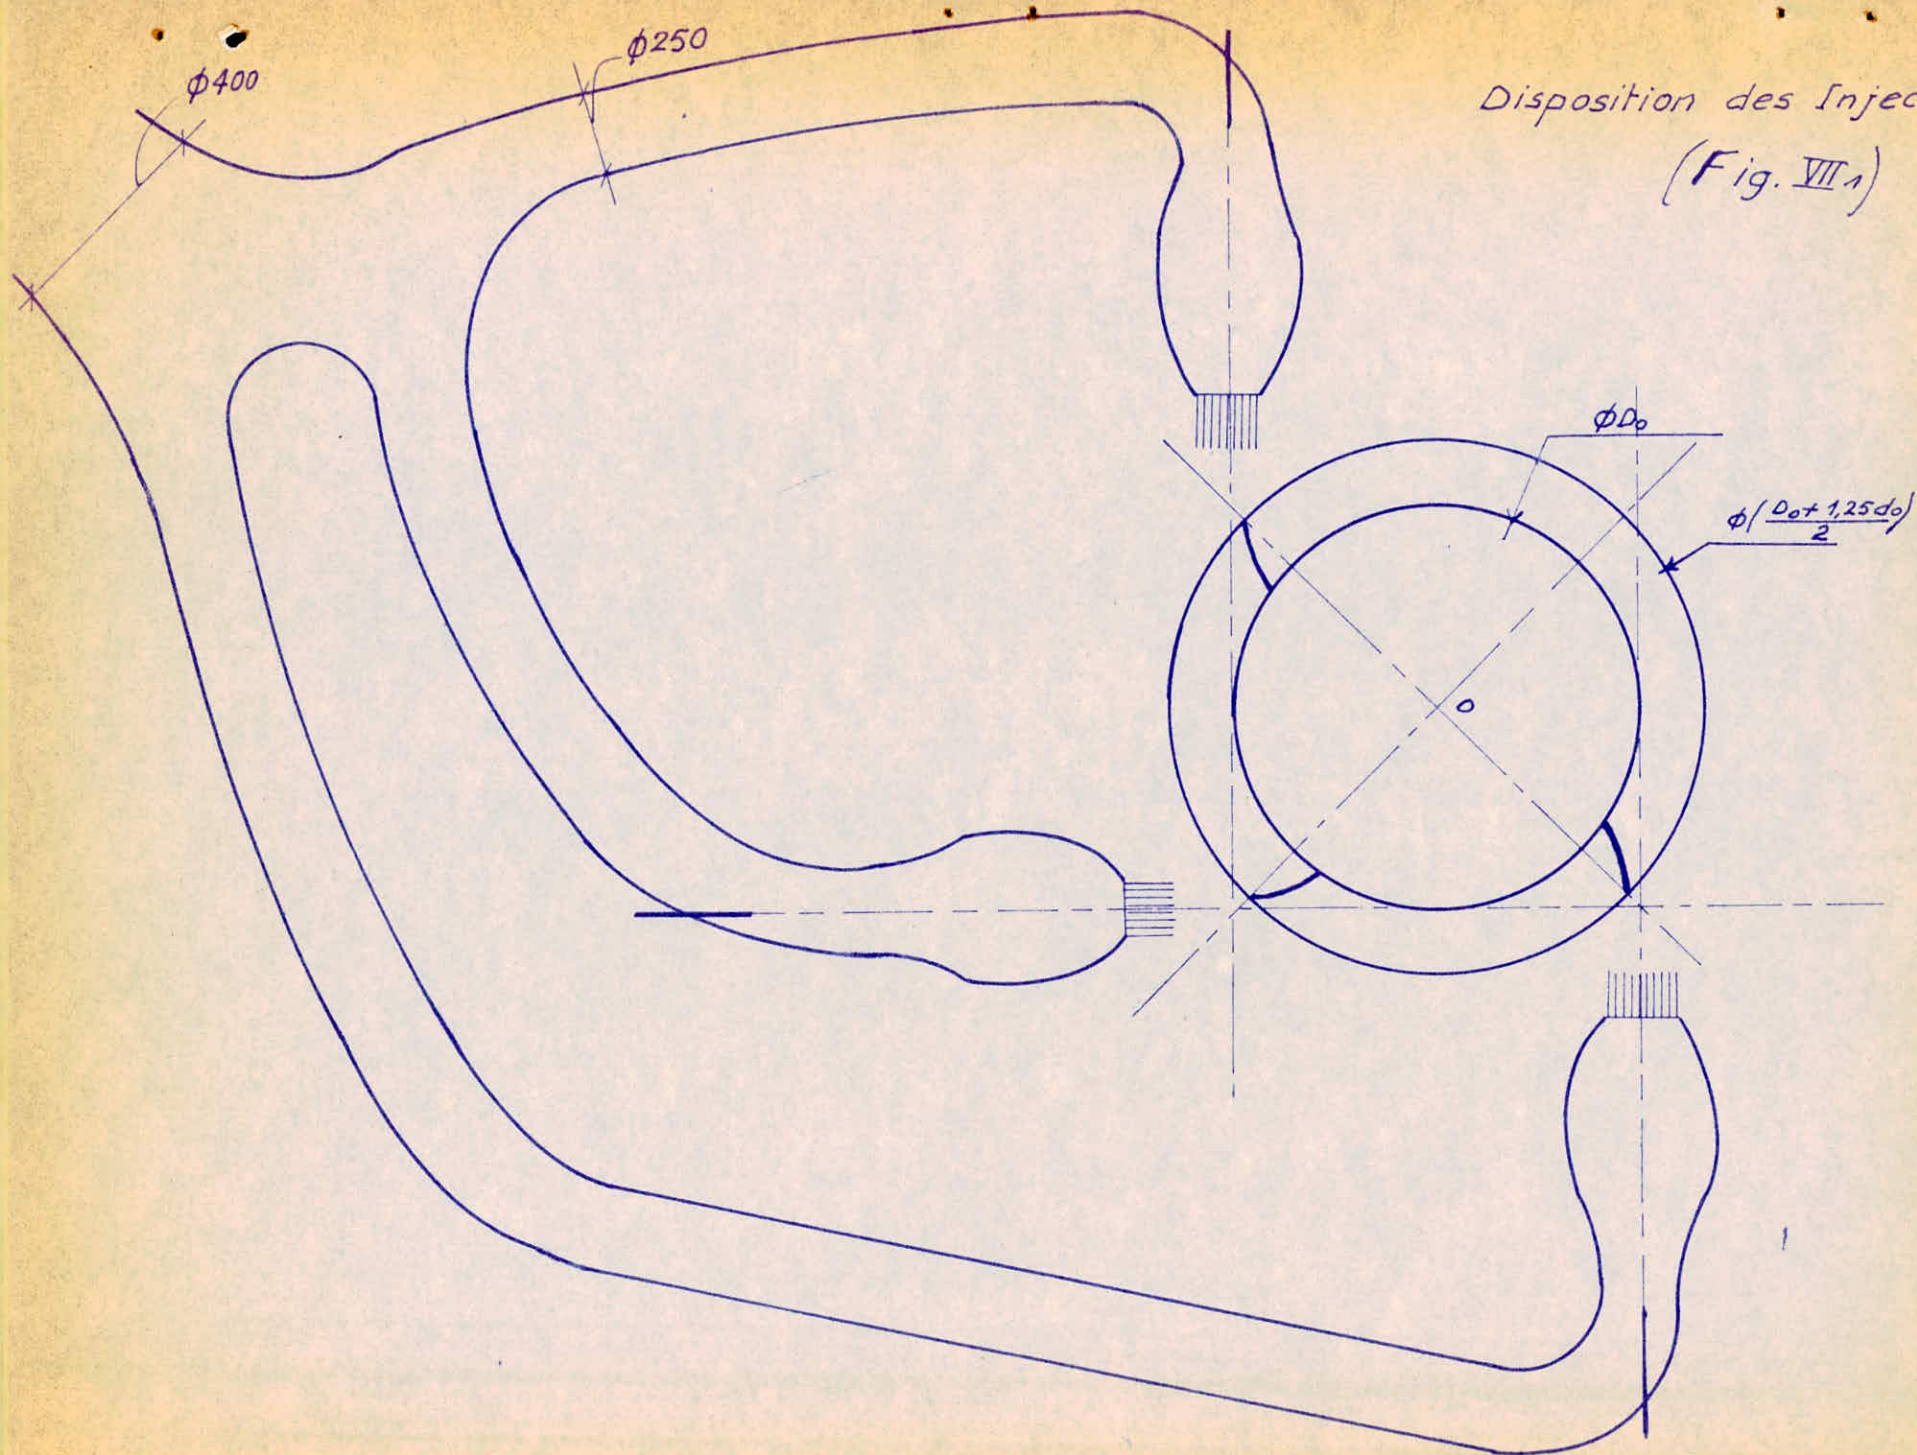 ϕ400
ϕ250
Disposition des Injec
(Fig. VII 1)
ϕD₀
ϕ(D₀+1,25d₀)/2
O